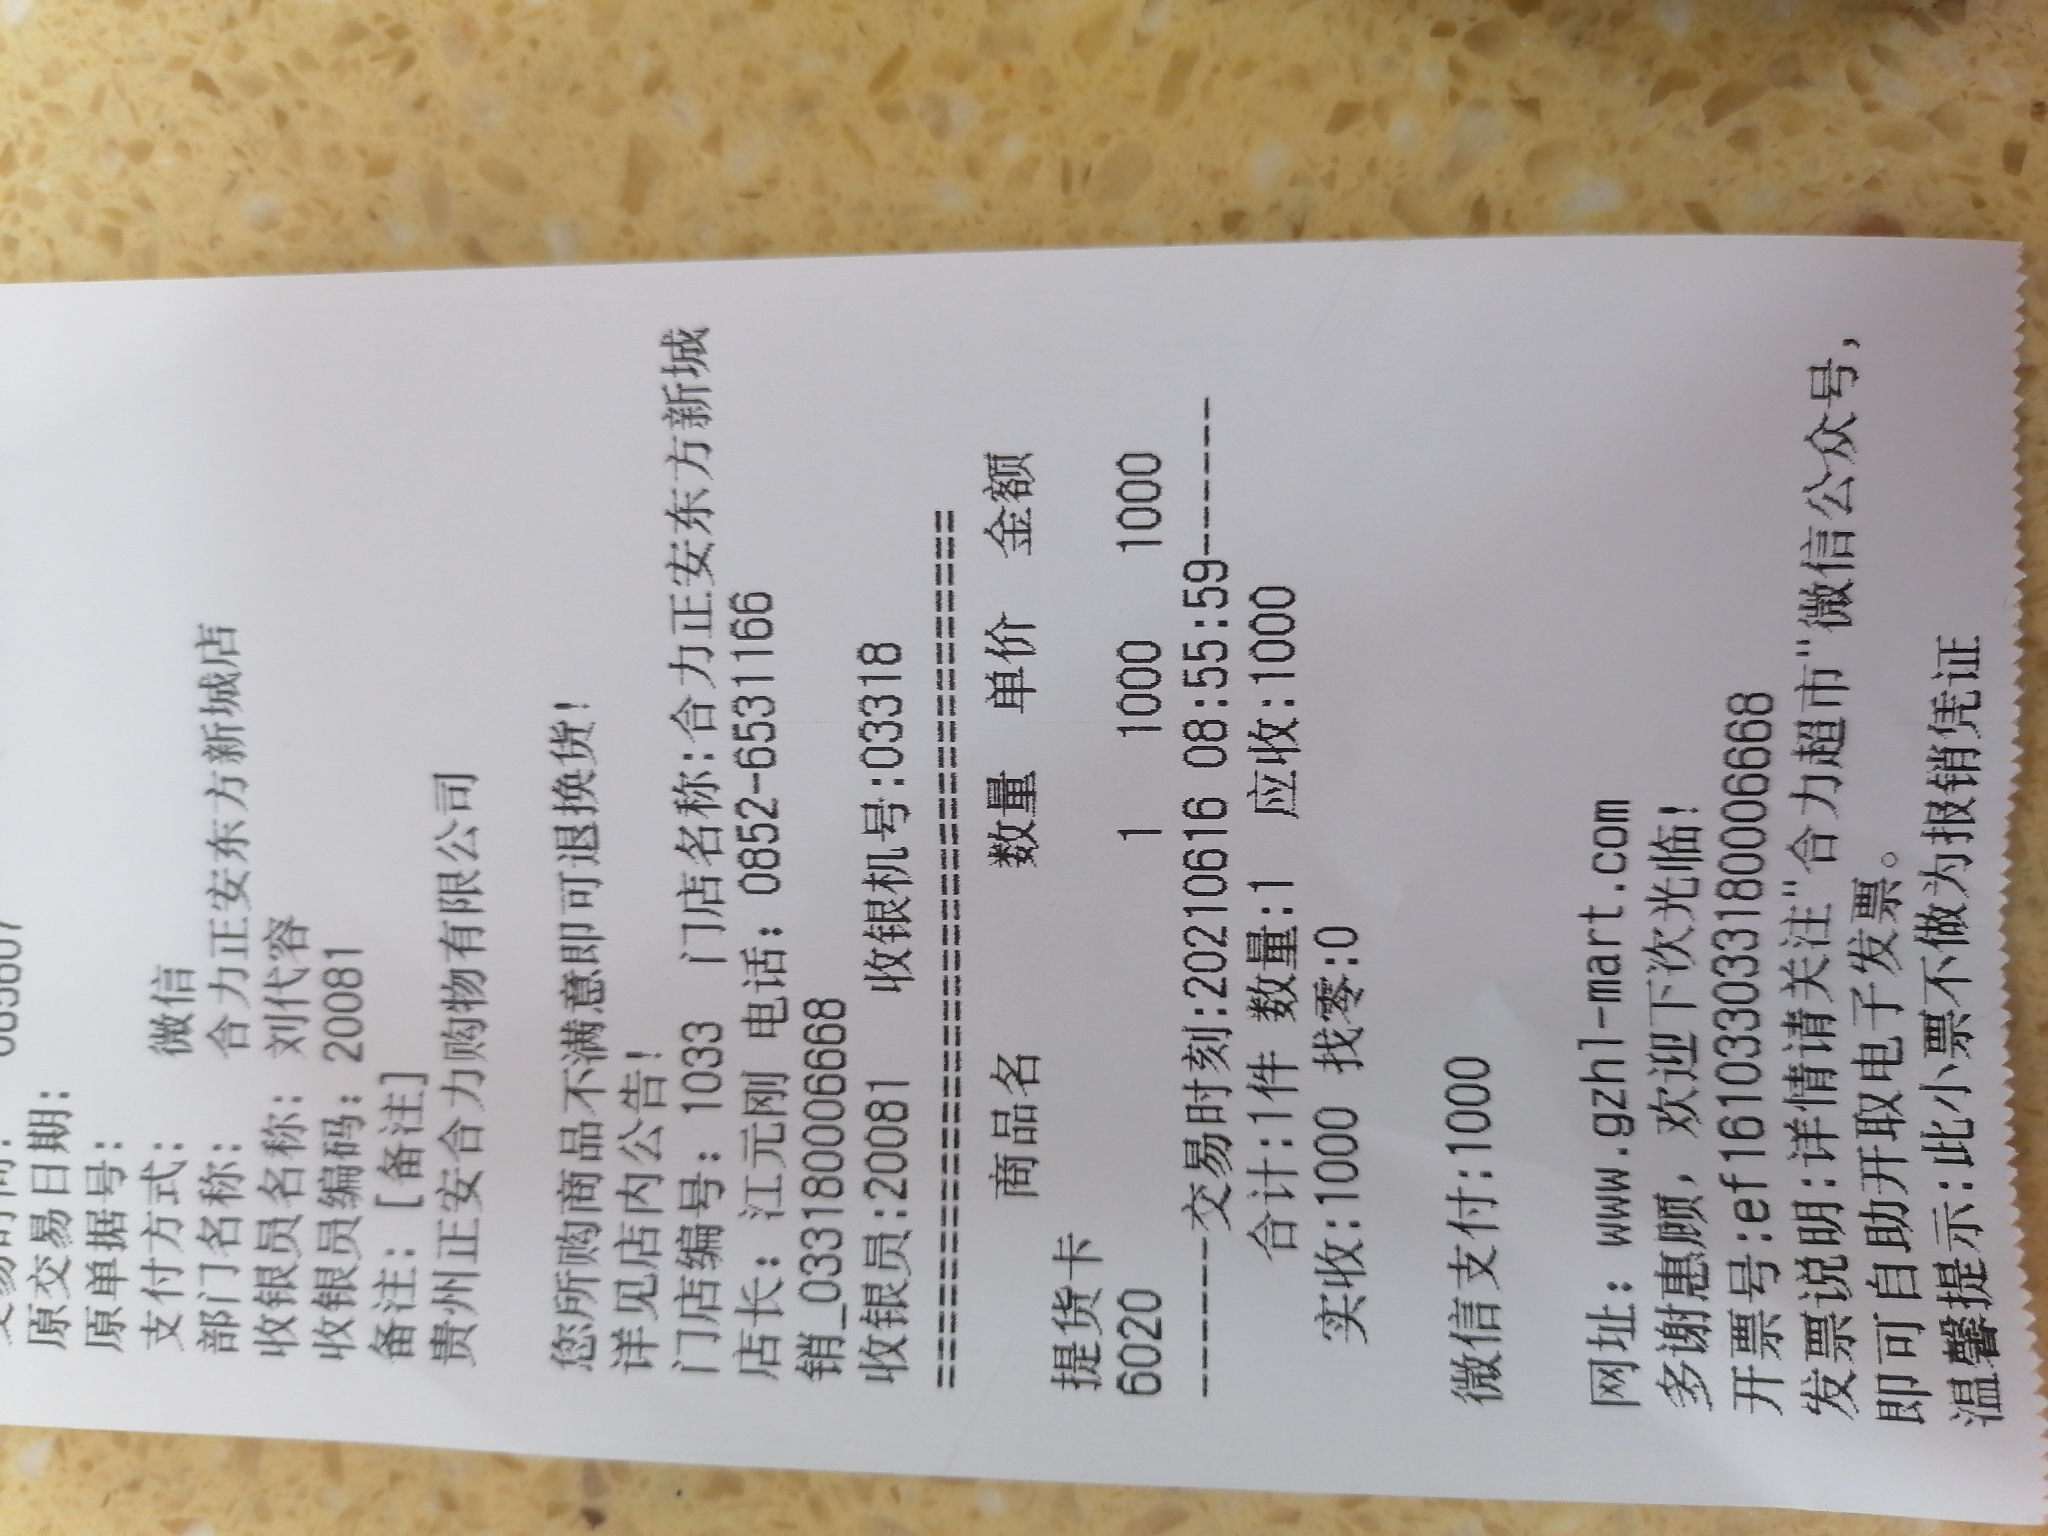 原交易日期:
原单据号:
支付方式: 微信
部门名称: 合力正安东方新城店
收银员名称: 刘代容
收银员编码: 20081
备注: [备注]
贵州正安合力购物有限公司
您所购商品不满意即可退换货!
详见店内公告!
门店编号: 1033 门店名称:合力正安东方新城
店长: 江元刚 电话: 0852-6531166
销_033180006668
收银员:20081 收银机号:03318
============================================
商品名 数量 单价 金额
提货卡
6020 1 1000 1000
--------交易时刻:20210616 08:55:59--------
合计:1件 数量:1 应收:1000
实收:1000 找零:0
微信支付:1000
网址: www.gzhl-mart.com
多谢惠顾, 欢迎下次光临!
开票号:ef161033033180006668
发票说明:详情请关注"合力超市"微信公众号,
即可自助开取电子发票。
温馨提示:此小票不做为报销凭证